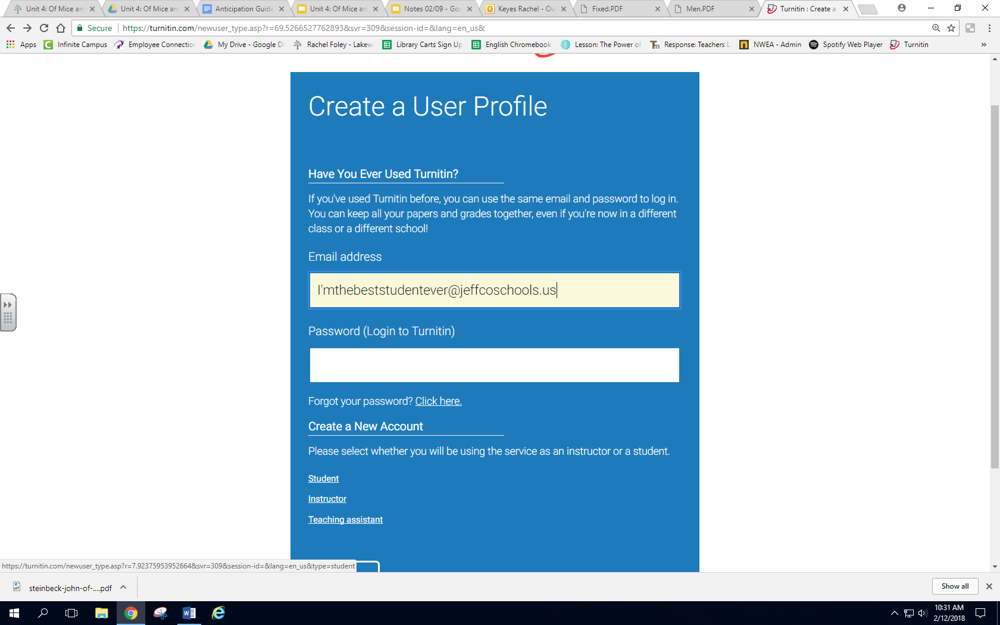 Unit 4: Of Mice an
Unit 4: Of Mice an
Anticipation Guide
Unit 4: Of Mice an
Notes 02/09 - Goo
Keyes Rachel - Ou
Fixed.PDF
Men.PDF
Turnitin : Create a
Secure
https://turnitin.com/newuser_type.asp?r=69.5266527762893&svr=309&session-id=&lang=en_us&
Apps
Infinite Campus
Employee Connection
My Drive - Google Dr
Rachel Foley - Lakew
Library Carts Sign Up
English Chromebook
Lesson: The Power of
Tm
Response: Teachers L
NWEA - Admin
Spotify Web Player
Turnitin
»
Create a User Profile
Have You Ever Used Turnitin?
If you've used Turnitin before, you can use the same email and password to log in.
You can keep all your papers and grades together, even if you're now in a different
class or a different school!
Email address
I'mthebeststudentever@jeffcoschools.us
Password (Login to Turnitin)
Forgot your password? Click here.
Create a New Account
Please select whether you will be using the service as an instructor or a student.
Student
Instructor
Teaching assistant
https://turnitin.com/newuser_type.asp?r=7.92375953952664&svr=309&session-id=&lang=en_us&type=student
steinbeck-john-of-....pdf
Show all
10:31 AM
2/12/2018